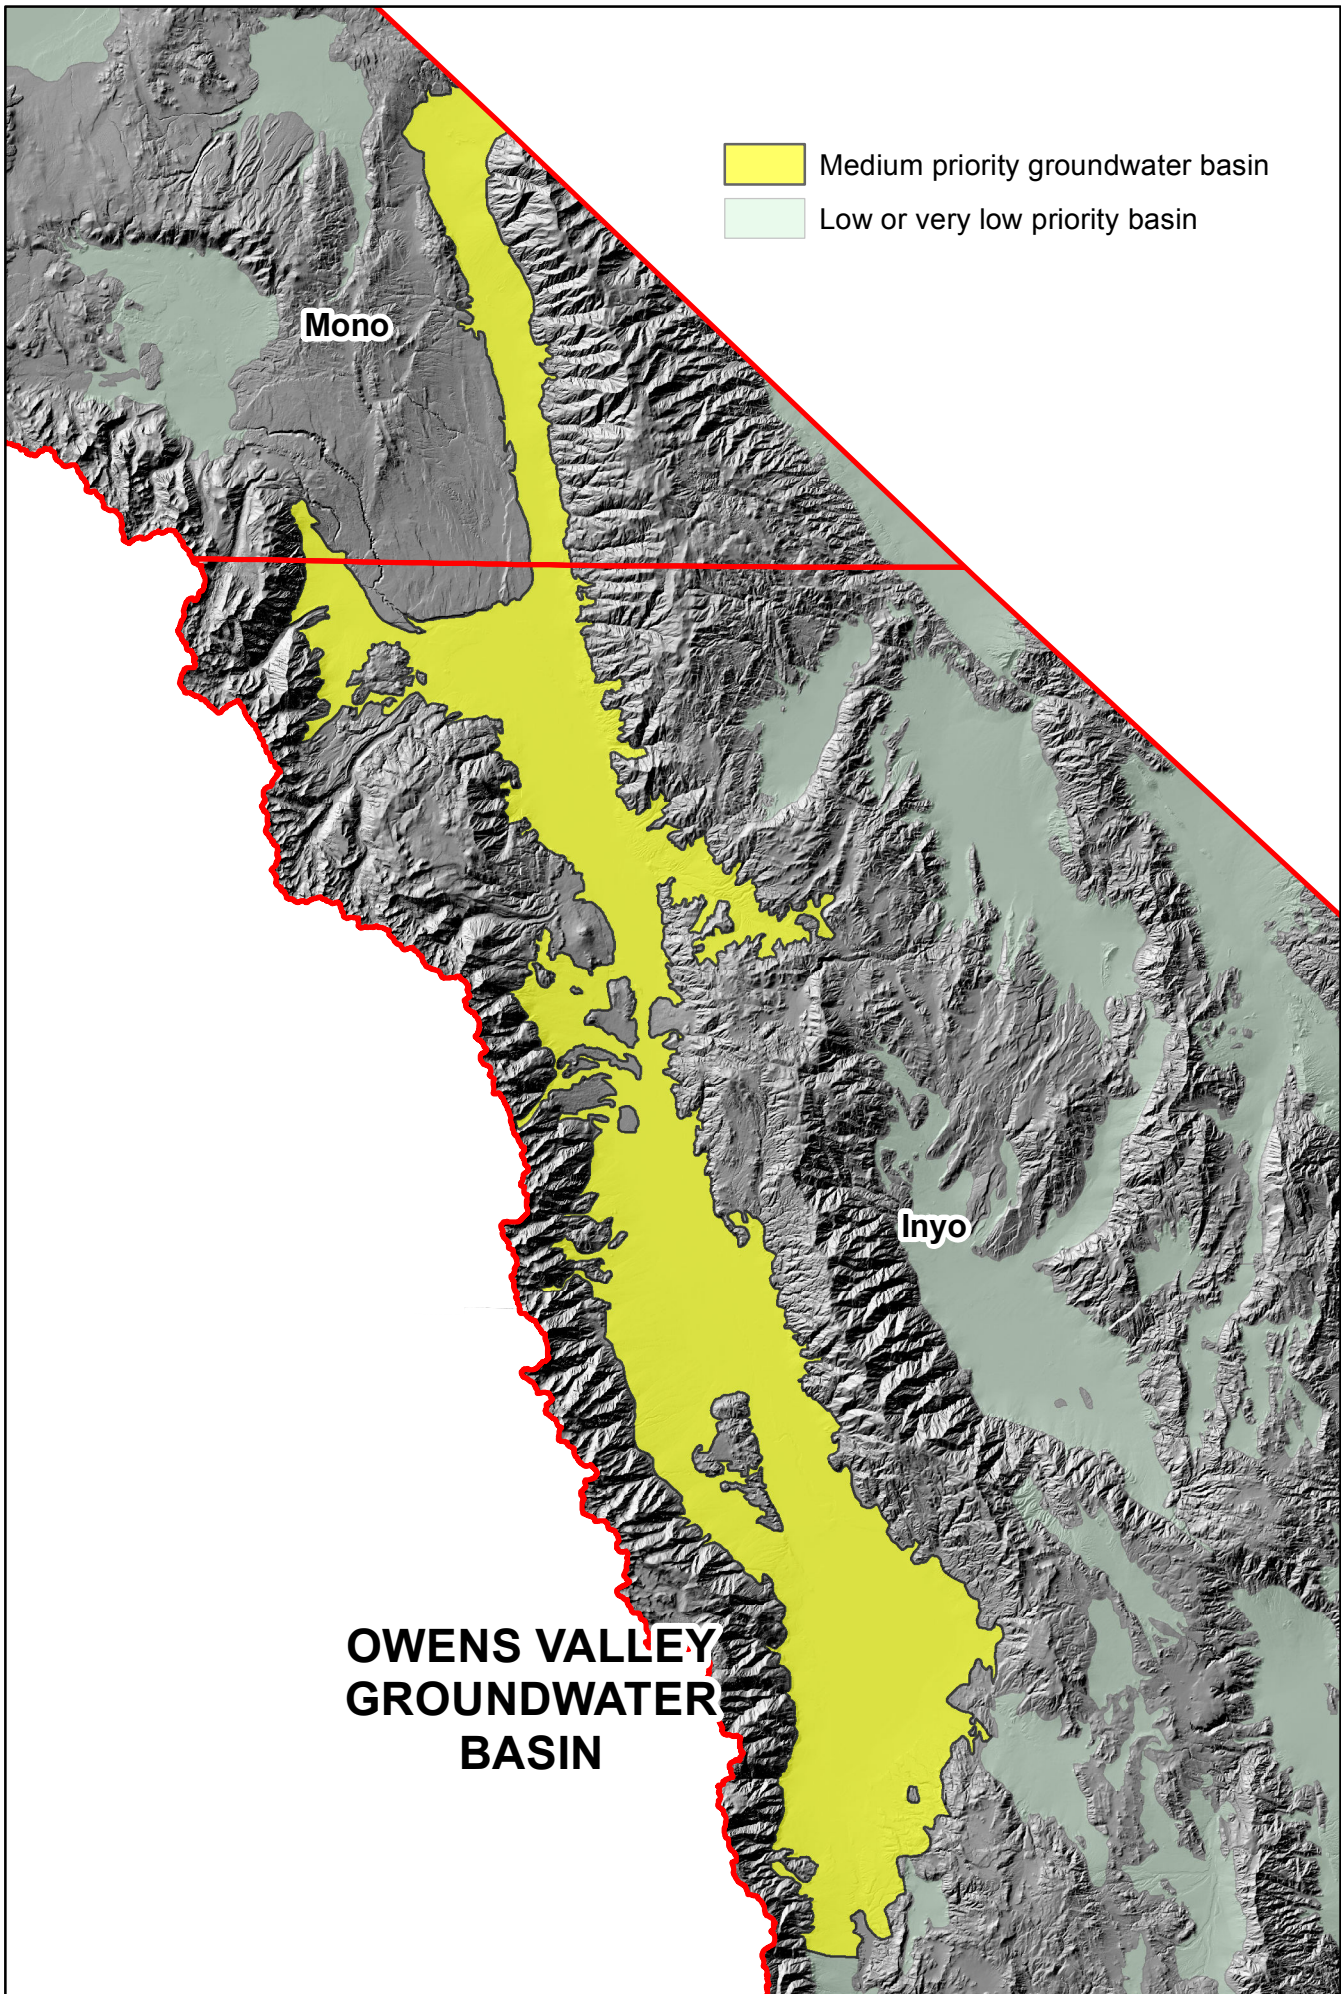 Medium priority groundwater basin
Low or very low priority basin
Mono
Inyo
OWENS VALLEY
GROUNDWATER
BASIN